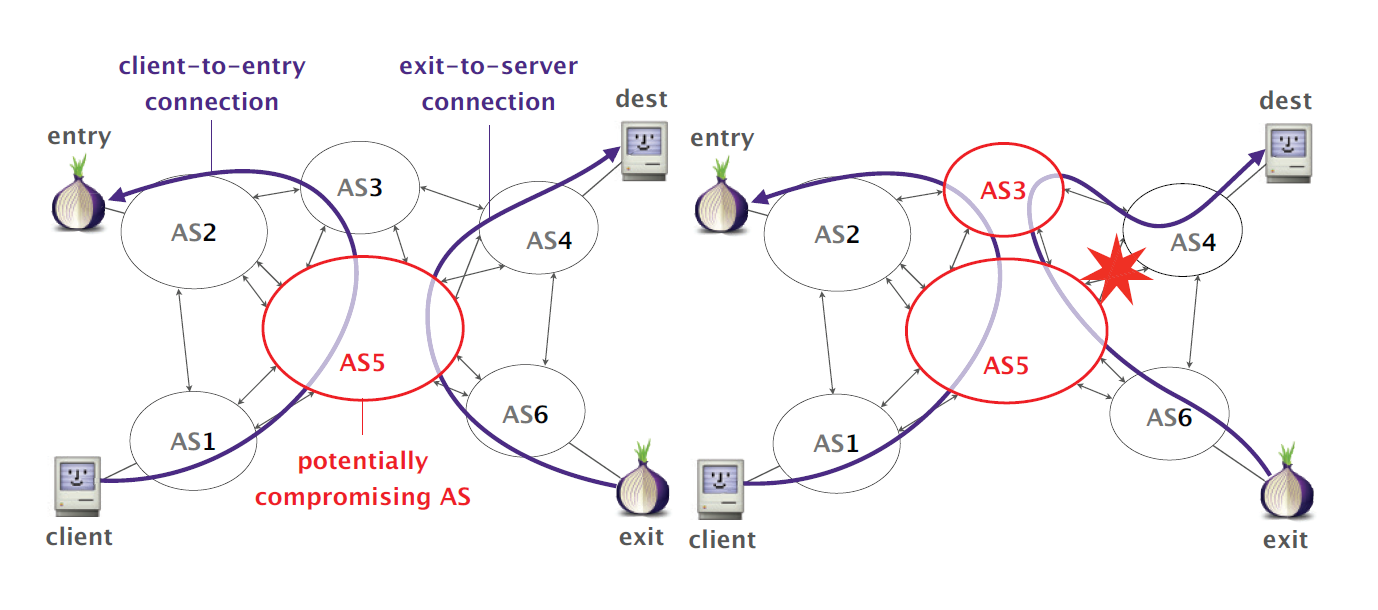 client-to-entry
connection
exit-to-server
connection
dest
entry
AS3
AS2
AS4
AS5
AS6
AS1
potentially
compromising AS
client
exit
dest
entry
AS3
AS2
AS4
AS5
AS6
AS1
client
exit